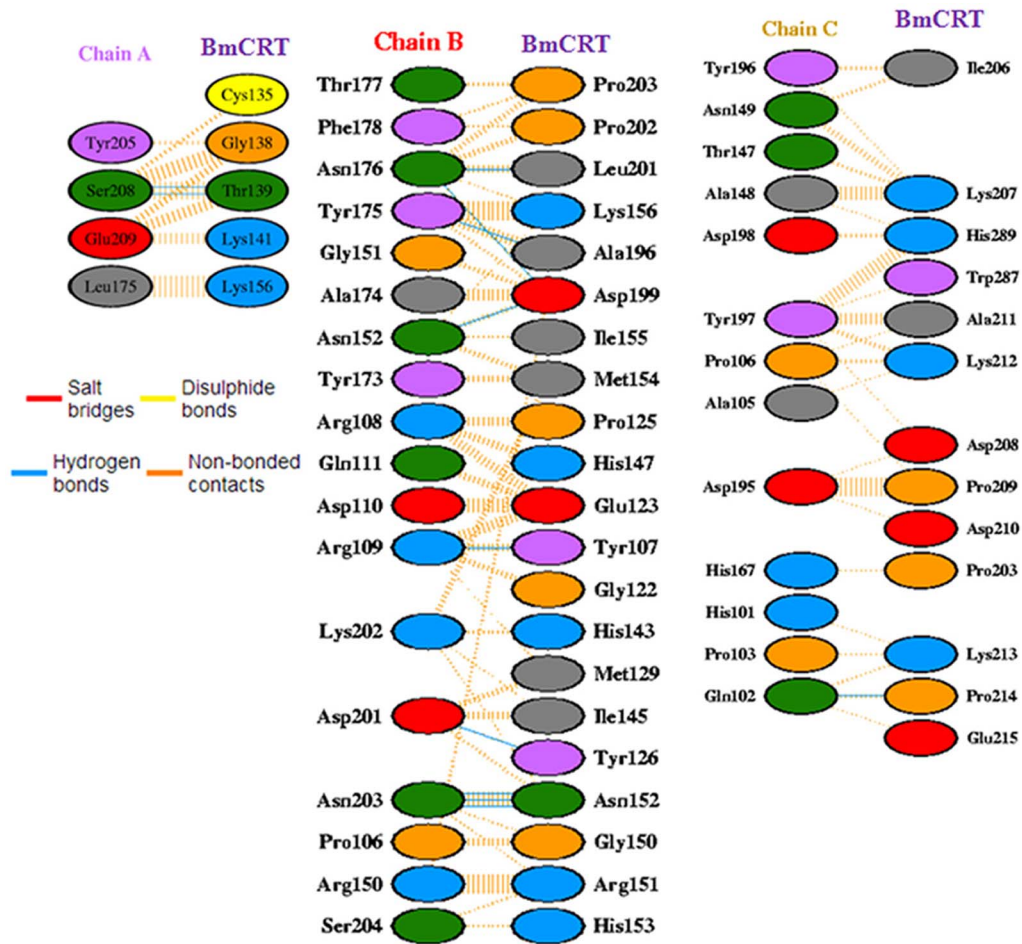 Chain A BmCRT
Cys135
Tyr205 Gly138
Ser208 Thr139
Glu209 Lys141
Leu175 Lys156
Salt bridges Disulphide bonds
Hydrogen bonds Non-bonded contacts
Chain B BmCRT
Thr177 Pro203
Phe178 Pro202
Asn176 Leu201
Tyr175 Lys156
Gly151 Ala196
Ala174 Asp199
Asn152 Ile155
Tyr173 Met154
Arg108 Pro125
Gln111 His147
Asp110 Glu123
Arg109 Tyr107
Gly122
Lys202 His143
Met129
Asp201 Ile145
Tyr126
Asn203 Asn152
Pro106 Gly150
Arg150 Arg151
Ser204 His153
Chain C BmCRT
Tyr196 Ile206
Asn149
Thr147
Ala148 Lys207
Asp198 His289
Trp287
Tyr197 Ala211
Pro106 Lys212
Ala105
Asp208
Asp195 Pro209
Asp210
His167 Pro203
His101
Pro103 Lys213
Gln102 Pro214
Glu215